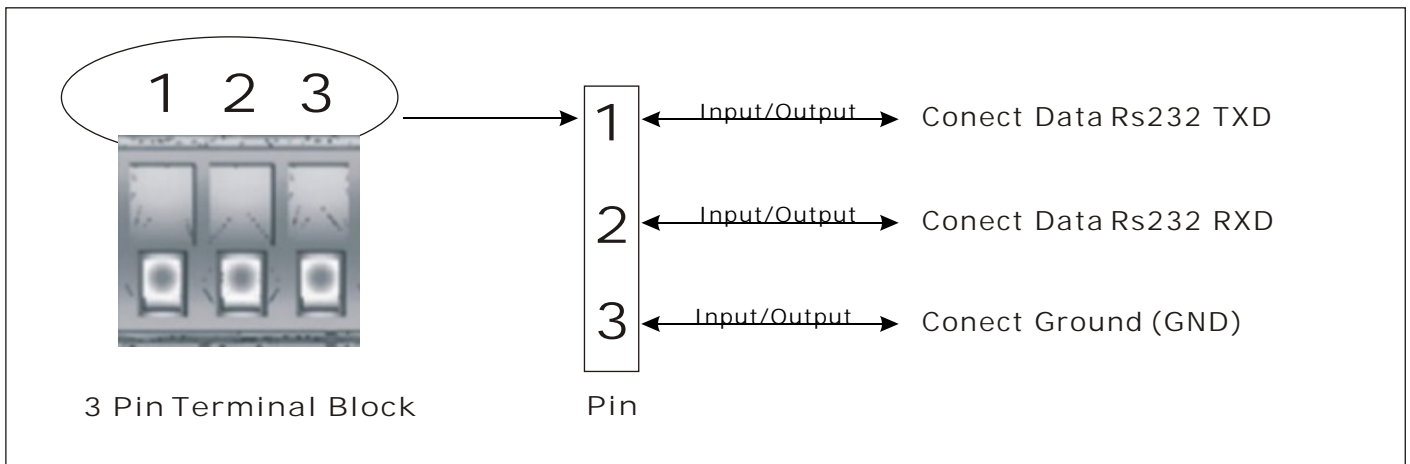 1 2 3
1 Input/Output Conect Data Rs232 TXD
2 Input/Output Conect Data Rs232 RXD
3 Input/Output Conect Ground (GND)
3 Pin Terminal Block
Pin